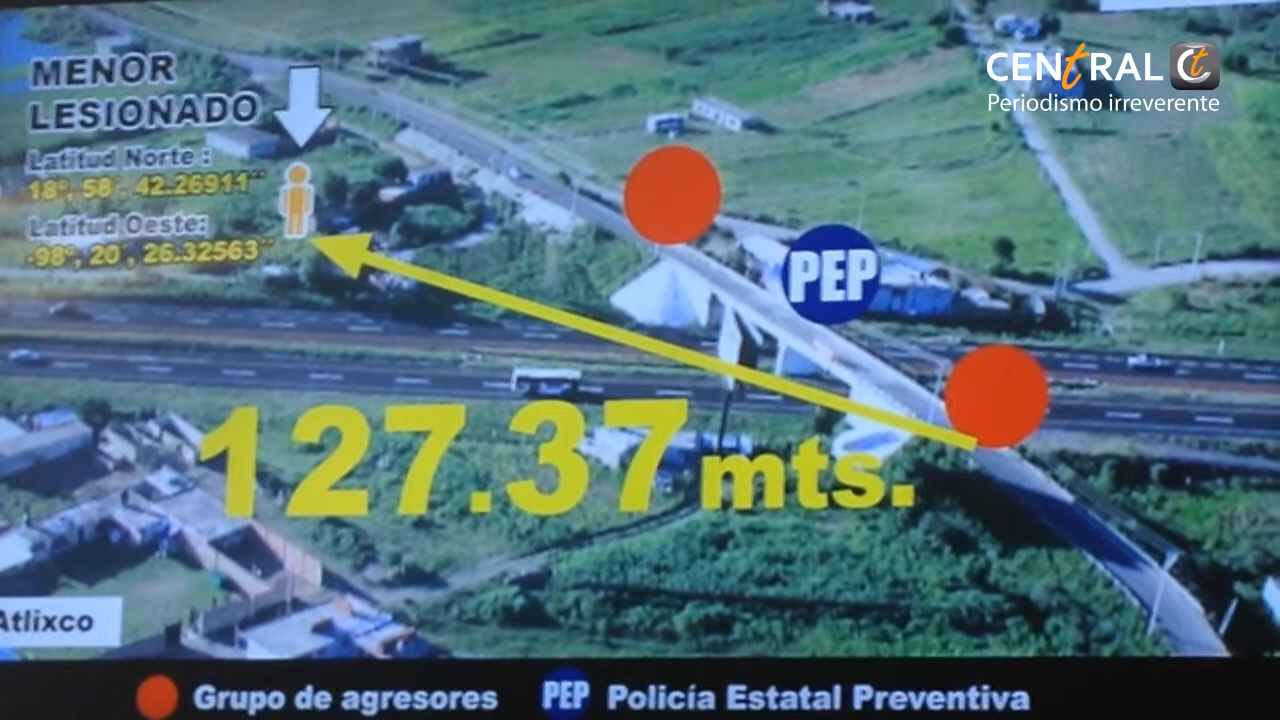 MENOR
LESIONADO
Latitud Norte :
18°, 58´, 42.26911´´
Latitud Oeste:
-98°, 20´, 26.32563´´
CENtRAL Ct
Periodismo irreverente
PEP
127.37 mts.
Atlixco
Grupo de agresores PEP Policía Estatal Preventiva